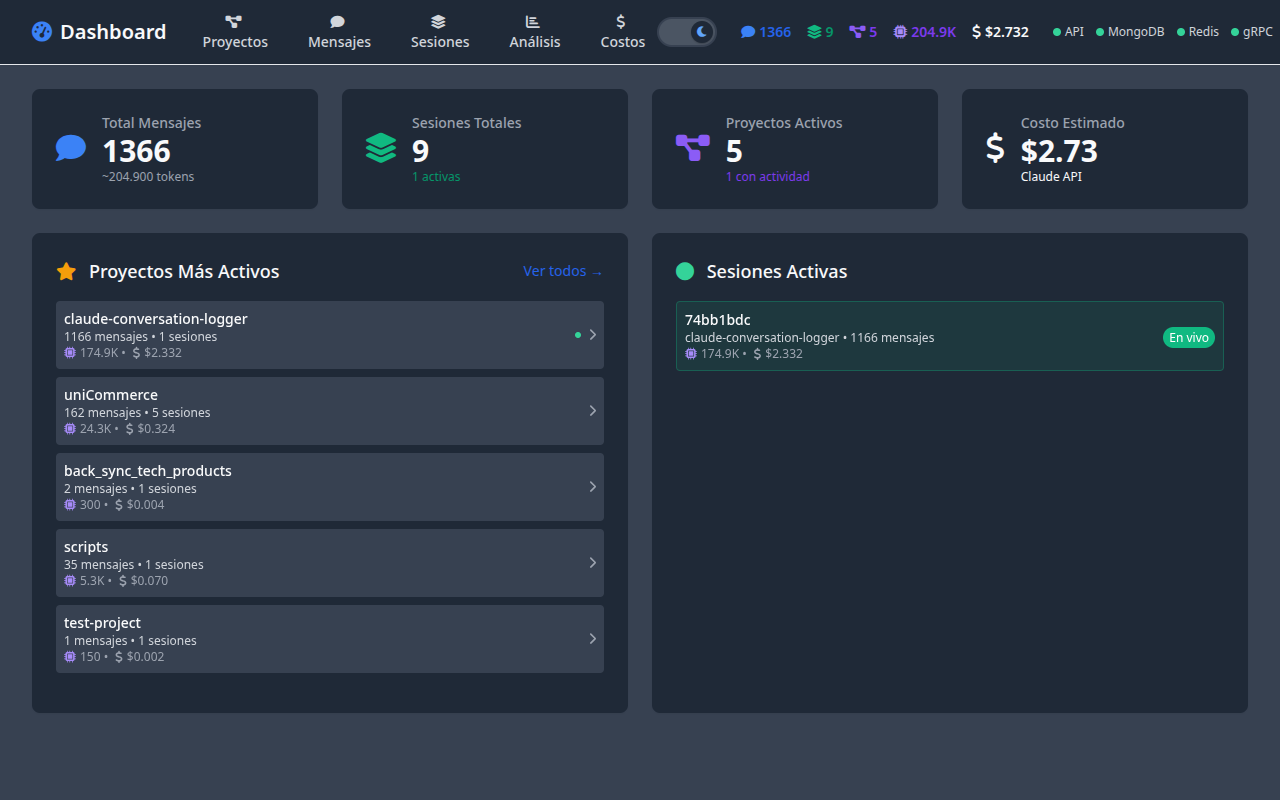 Dashboard
Proyectos
Mensajes
Sesiones
Análisis
Costos
1366
9
5
204.9K
$2.732
API
MongoDB
Redis
gRPC
Total Mensajes
1366
~204.900 tokens
Sesiones Totales
9
1 activas
Proyectos Activos
5
1 con actividad
Costo Estimado
$2.73
Claude API
Proyectos Más Activos
Ver todos →
claude-conversation-logger
1166 mensajes • 1 sesiones
174.9K • $2.332
uniCommerce
162 mensajes • 5 sesiones
24.3K • $0.324
back_sync_tech_products
2 mensajes • 1 sesiones
300 • $0.004
scripts
35 mensajes • 1 sesiones
5.3K • $0.070
test-project
1 mensajes • 1 sesiones
150 • $0.002
Sesiones Activas
74bb1bdc
claude-conversation-logger • 1166 mensajes
174.9K • $2.332
En vivo